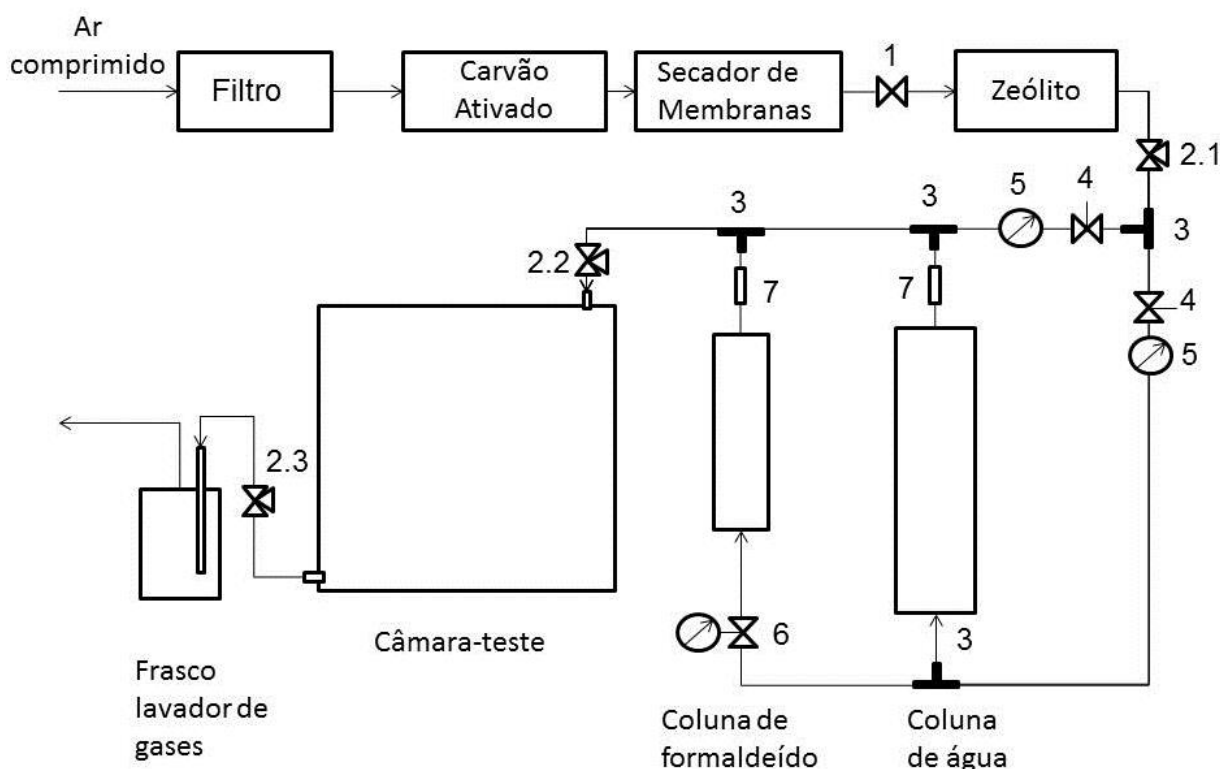 Ar
comprimido
Filtro
Carvão
Ativado
Secador de
Membranas
1
Zeólito
2.1
3
3
5
4
3
2.2
7
7
4
5
2.3
6
3
Câmara-teste
Frasco
lavador de
gases
Coluna de
formaldeído
Coluna
de água